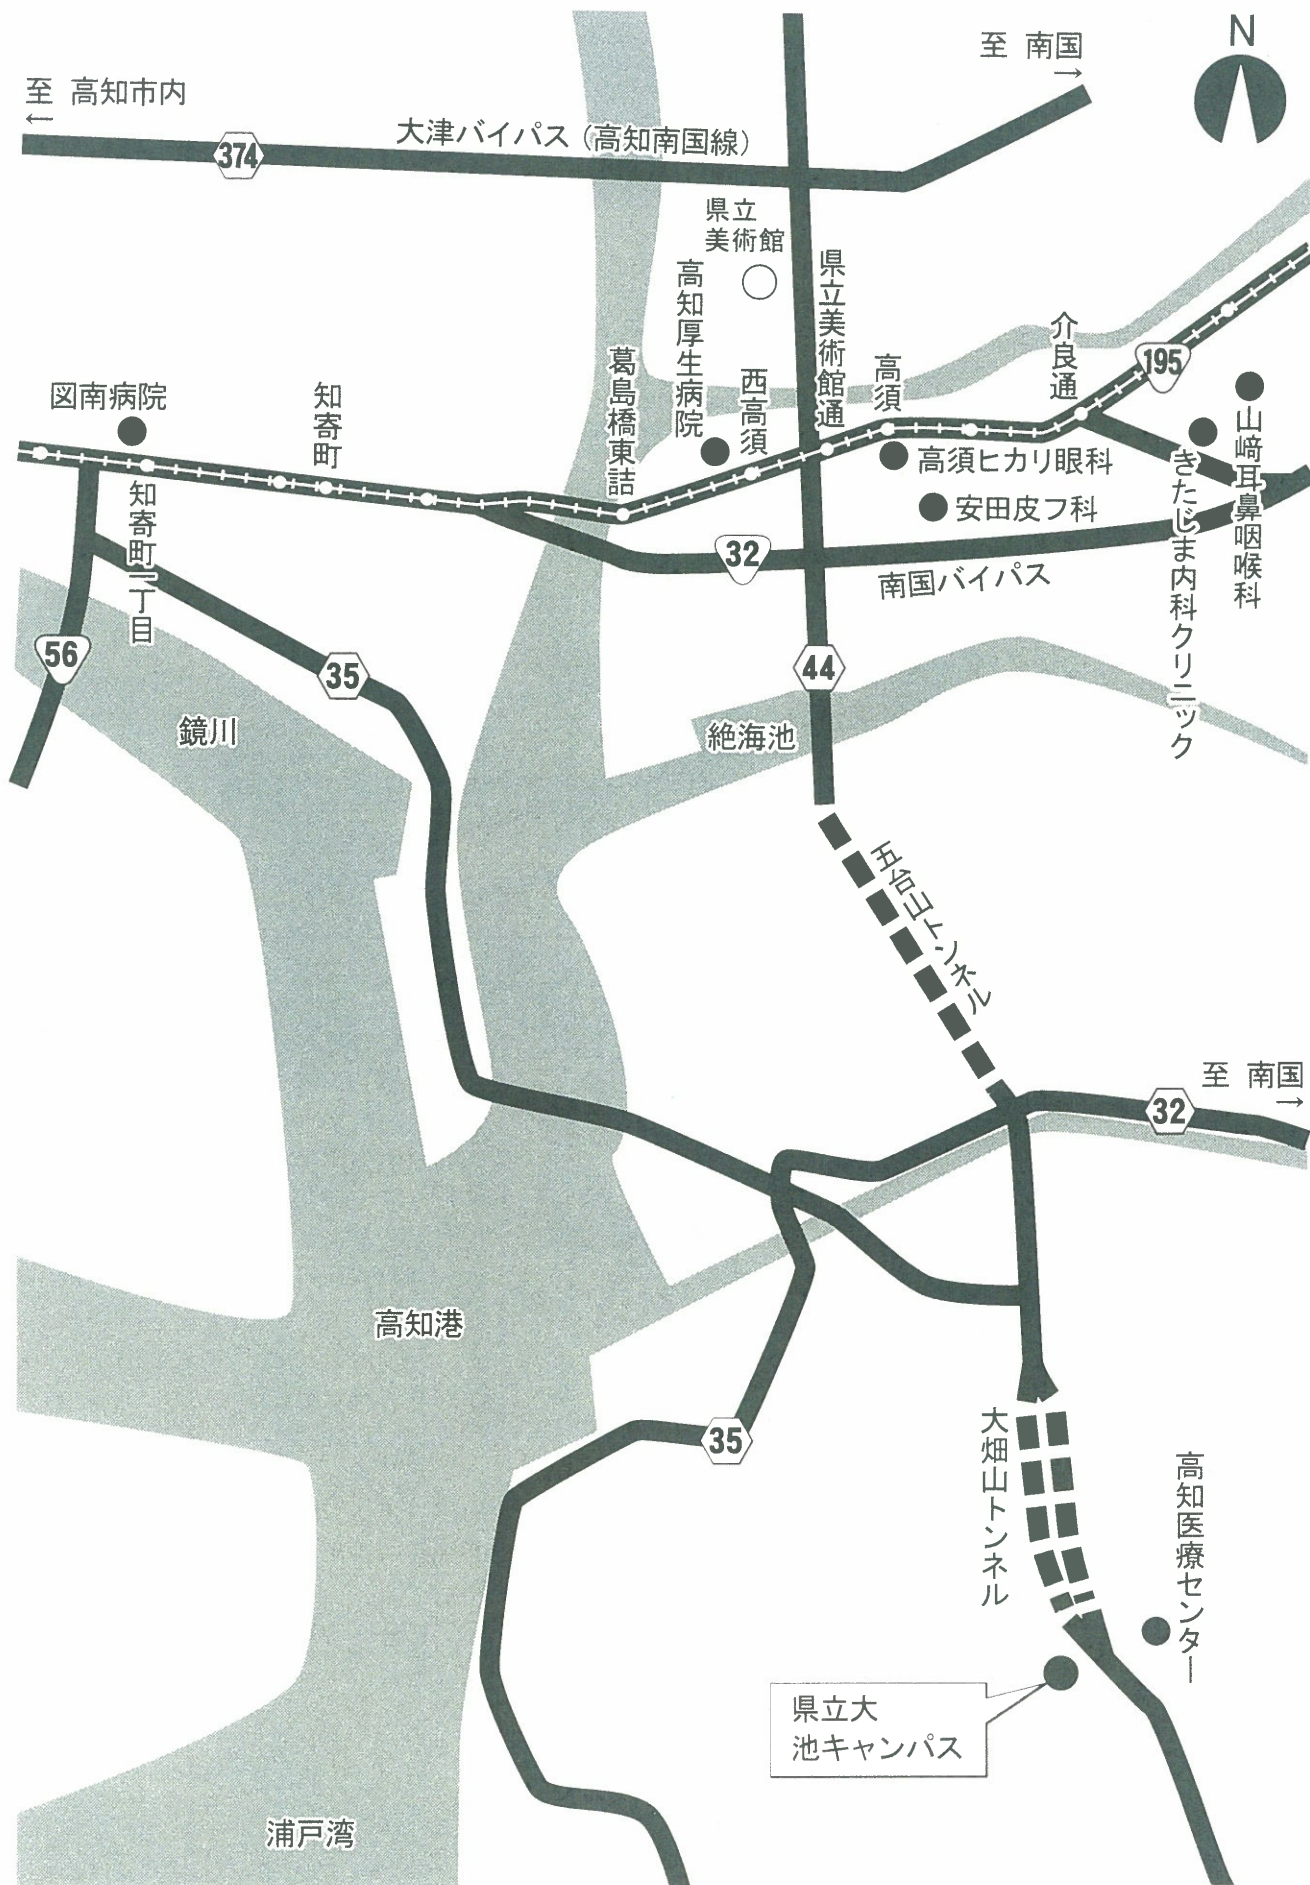 N
至 南国
→
至 高知市内
←
大津バイパス（高知南国線）
374
県立
美術館
高知厚生病院
県立美術館通
介良通
195
葛島橋東詰
西高須
高須
図南病院
知寄町
山﨑耳鼻咽喉科
きたじま内科クリニック
高須ヒカリ眼科
知寄町一丁目
安田皮フ科
32
南国バイパス
56
35
44
鏡川
絶海池
五台山トンネル
至 南国
→
32
高知港
35
大畑山トンネル
高知医療センター
県立大
池キャンパス
浦戸湾